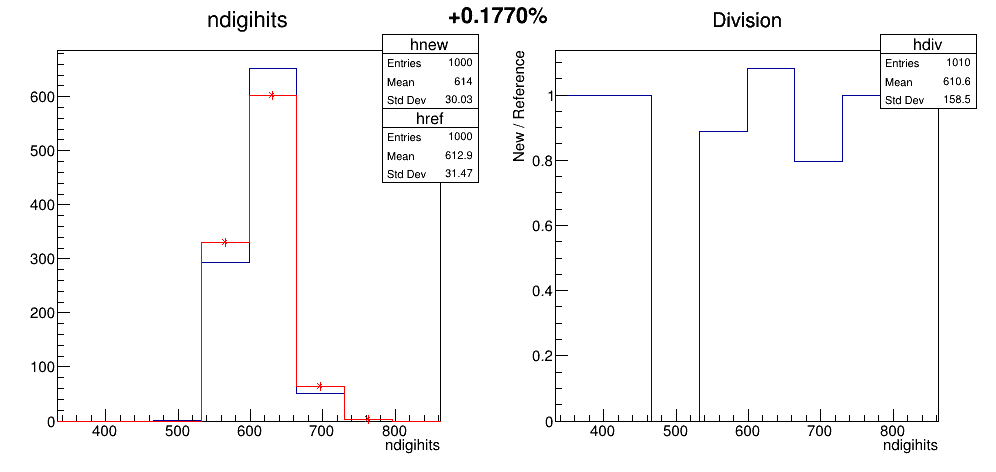 +0.1770%
ndigihits
hnew
Entries 1000
Mean 614
Std Dev 30.03
href
Entries 1000
Mean 612.9
Std Dev 31.47
600
500
400
300
200
100
0
400 500 600 700 800
ndigihits
Division
hdiv
Entries 1010
Mean 610.6
Std Dev 158.5
New / Reference
1
0.8
0.6
0.4
0.2
0
400 500 600 700 800
ndigihits